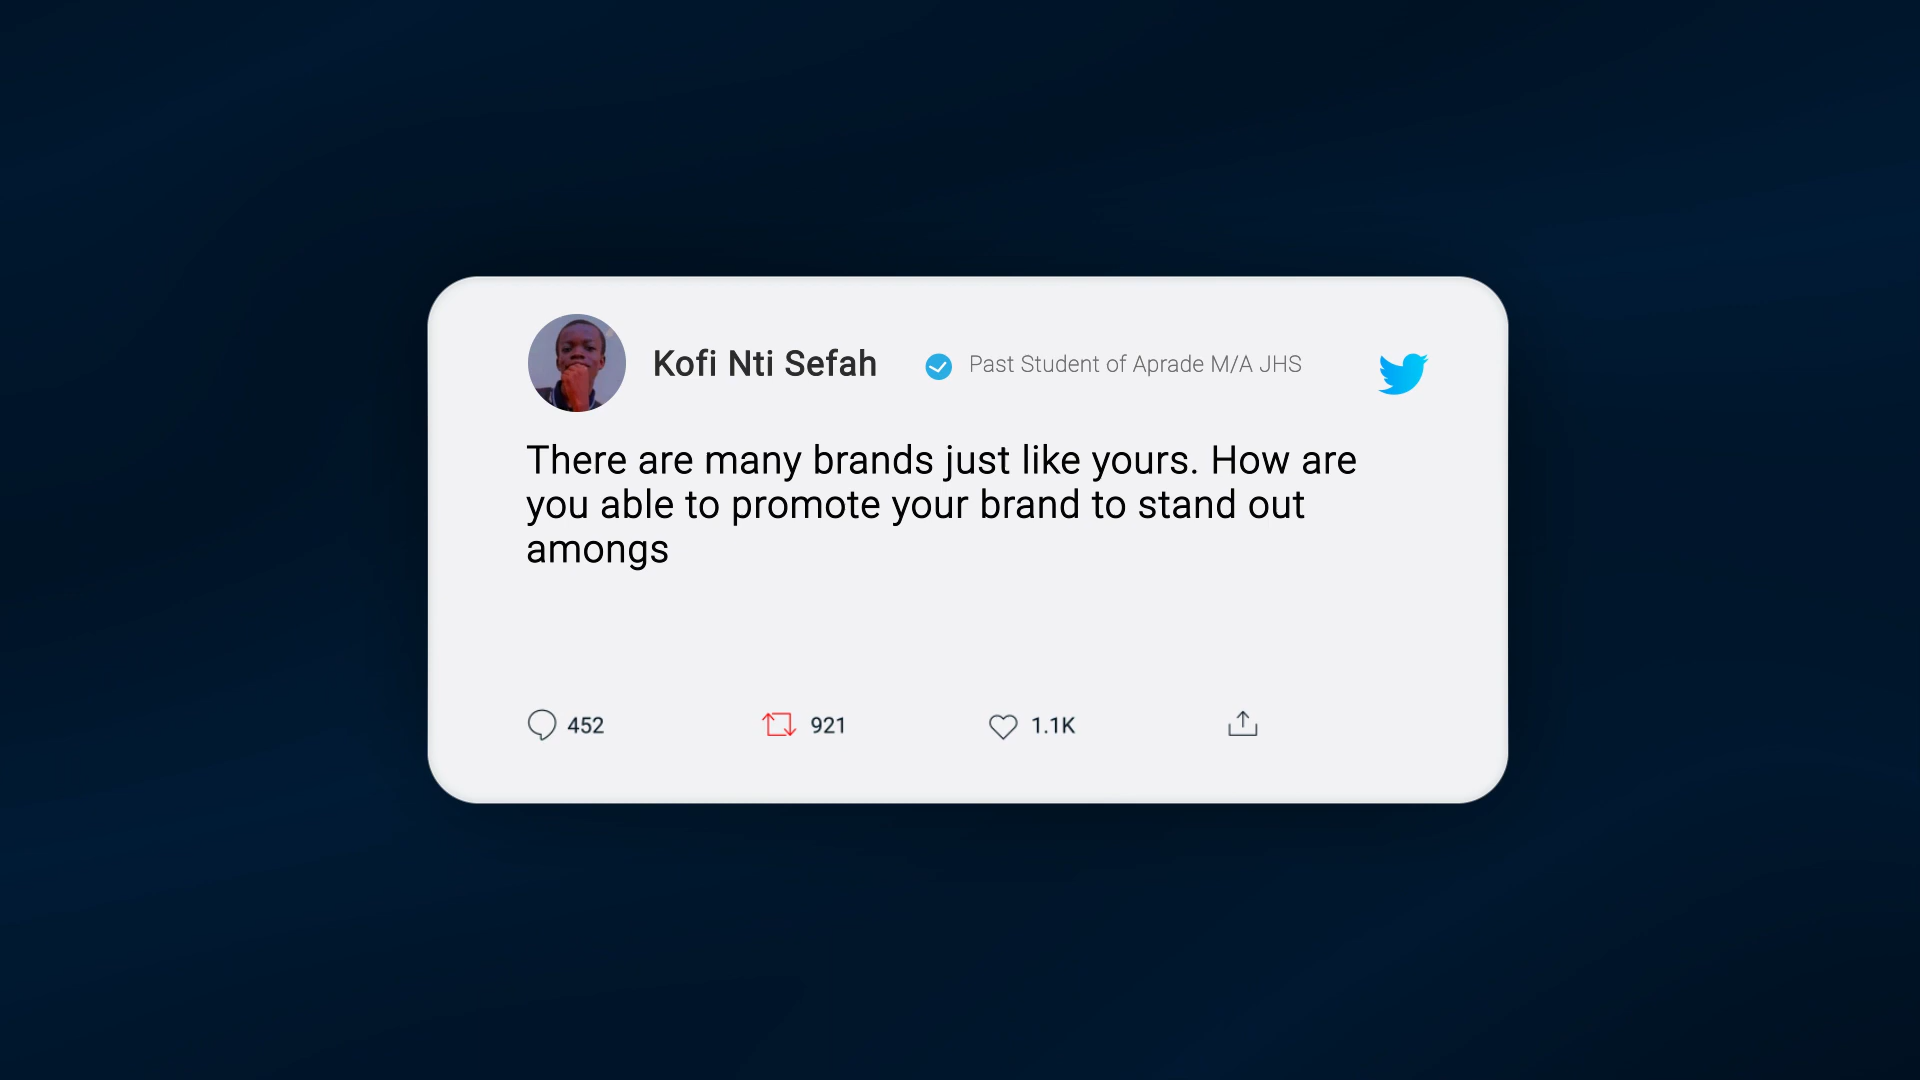 Kofi Nti Sefah Past Student of Aprade M/A JHS
There are many brands just like yours. How are
you able to promote your brand to stand out
amongs
452 921 1.1K